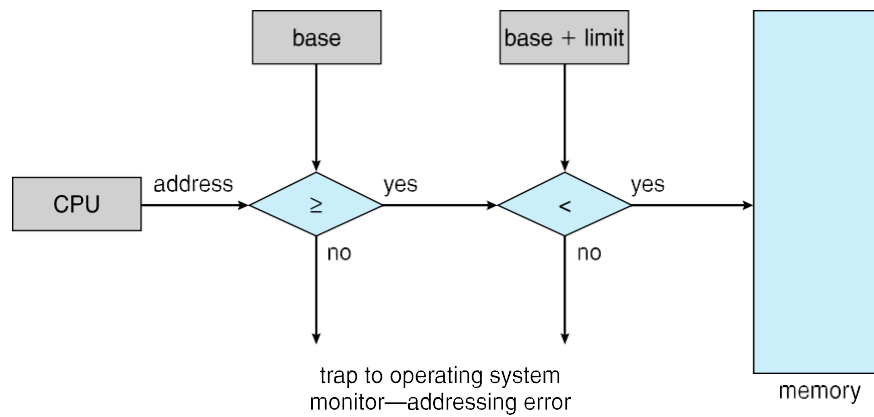 base
base + limit
CPU
address
≥
yes
<
yes
no
no
trap to operating system
monitor—addressing error
memory